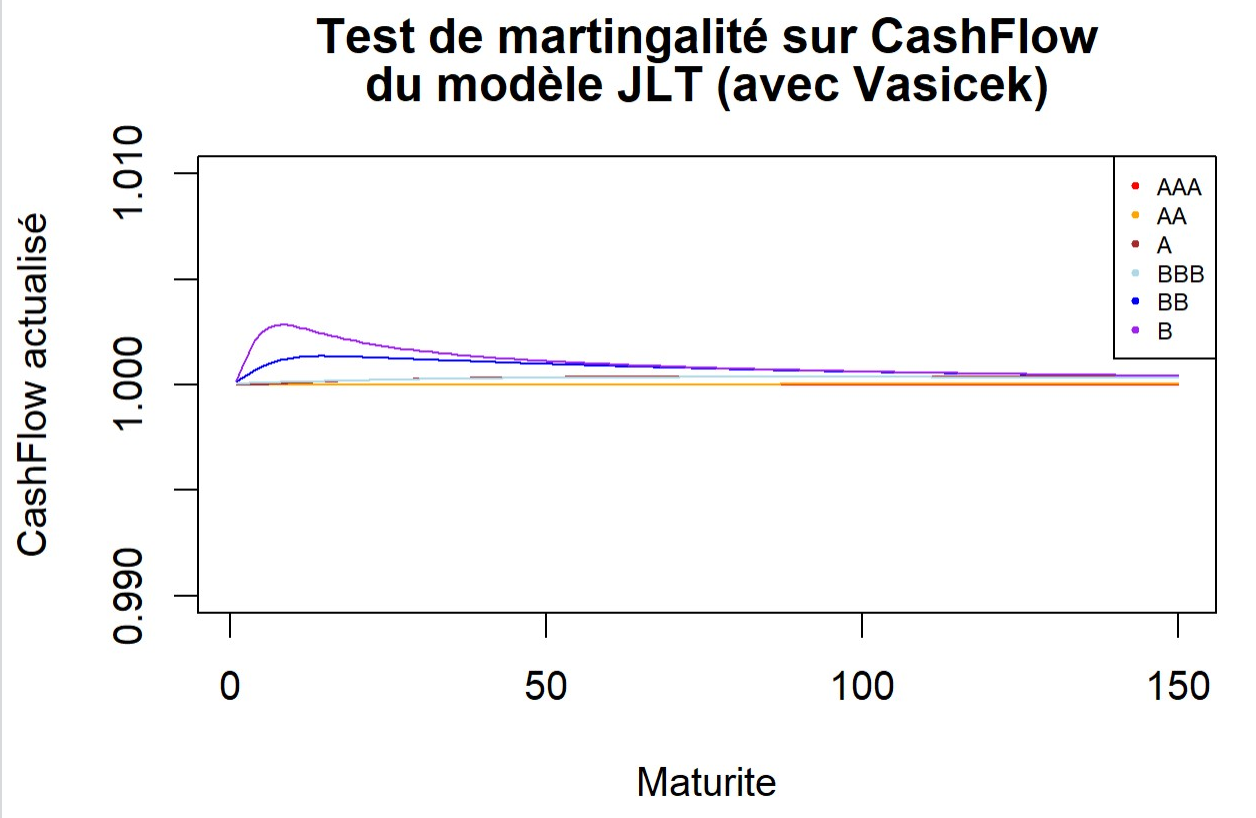 Test de martingalité sur CashFlow
du modèle JLT (avec Vasicek)
CashFlow actualisé
1.010
1.000
0.990
AAA
AA
A
BBB
BB
B
0
50
100
150
Maturite